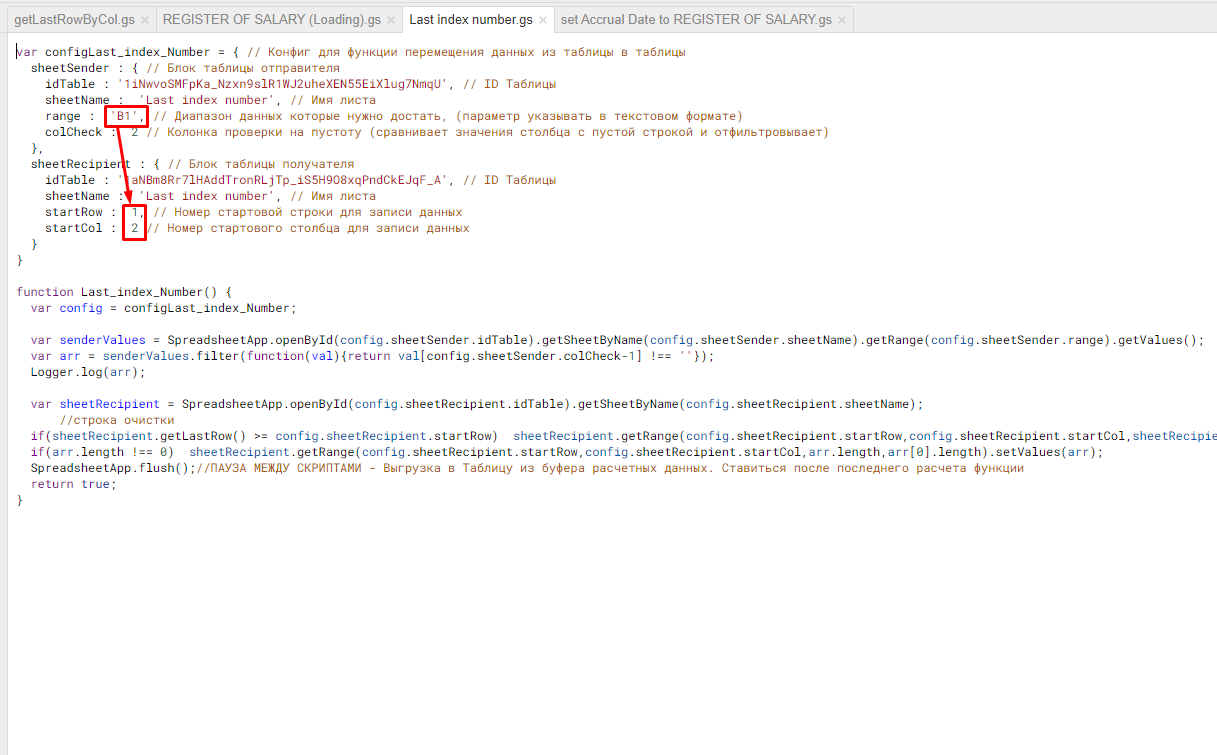 getLastRowByCol.gs × REGISTER OF SALARY (Loading).gs × Last index number.gs × set Accrual Date to REGISTER OF SALARY.gs ×
var configLast_index_Number = { // Конфиг для функции перемещения данных из таблицы в таблицы
sheetSender : { // Блок таблицы отправителя
idTable : '1iNwvoSMFpKa_Nzxn9slR1WJ2uheXEN55EiXlug7NmqU', // ID Таблицы
sheetName : 'Last index number', // Имя листа
range : 'B1', // Диапазон данных которые нужно достать, (параметр указывать в текстовом формате)
colCheck : 2 // Колонка проверки на пустоту (сравнивает значения столбца с пустой строкой и отфильтровывает)
},
sheetRecipient : { // Блок таблицы получателя
idTable : '1aNBm8Rr7lHAddTronRLjTp_iS5H9O8xqPndCkEJqF_A', // ID Таблицы
sheetName : 'Last index number', // Имя листа
startRow : 1, // Номер стартовой строки для записи данных
startCol : 2 // Номер стартового столбца для записи данных
}
}
function Last_index_Number() {
var config = configLast_index_Number;
var senderValues = SpreadsheetApp.openById(config.sheetSender.idTable).getSheetByName(config.sheetSender.sheetName).getRange(config.sheetSender.range).getValues();
var arr = senderValues.filter(function(val){return val[config.sheetSender.colCheck-1] !== ''});
Logger.log(arr);
var sheetRecipient = SpreadsheetApp.openById(config.sheetRecipient.idTable).getSheetByName(config.sheetRecipient.sheetName);
//строка очистки
if(sheetRecipient.getLastRow() >= config.sheetRecipient.startRow) sheetRecipient.getRange(config.sheetRecipient.startRow,config.sheetRecipient.startCol,sheetRecipie
if(arr.length !== 0) sheetRecipient.getRange(config.sheetRecipient.startRow,config.sheetRecipient.startCol,arr.length,arr[0].length).setValues(arr);
SpreadsheetApp.flush();//ПАУЗА МЕЖДУ СКРИПТАМИ - Выгрузка в Таблицу из буфера расчетных данных. Ставиться после последнего расчета функции
return true;
}